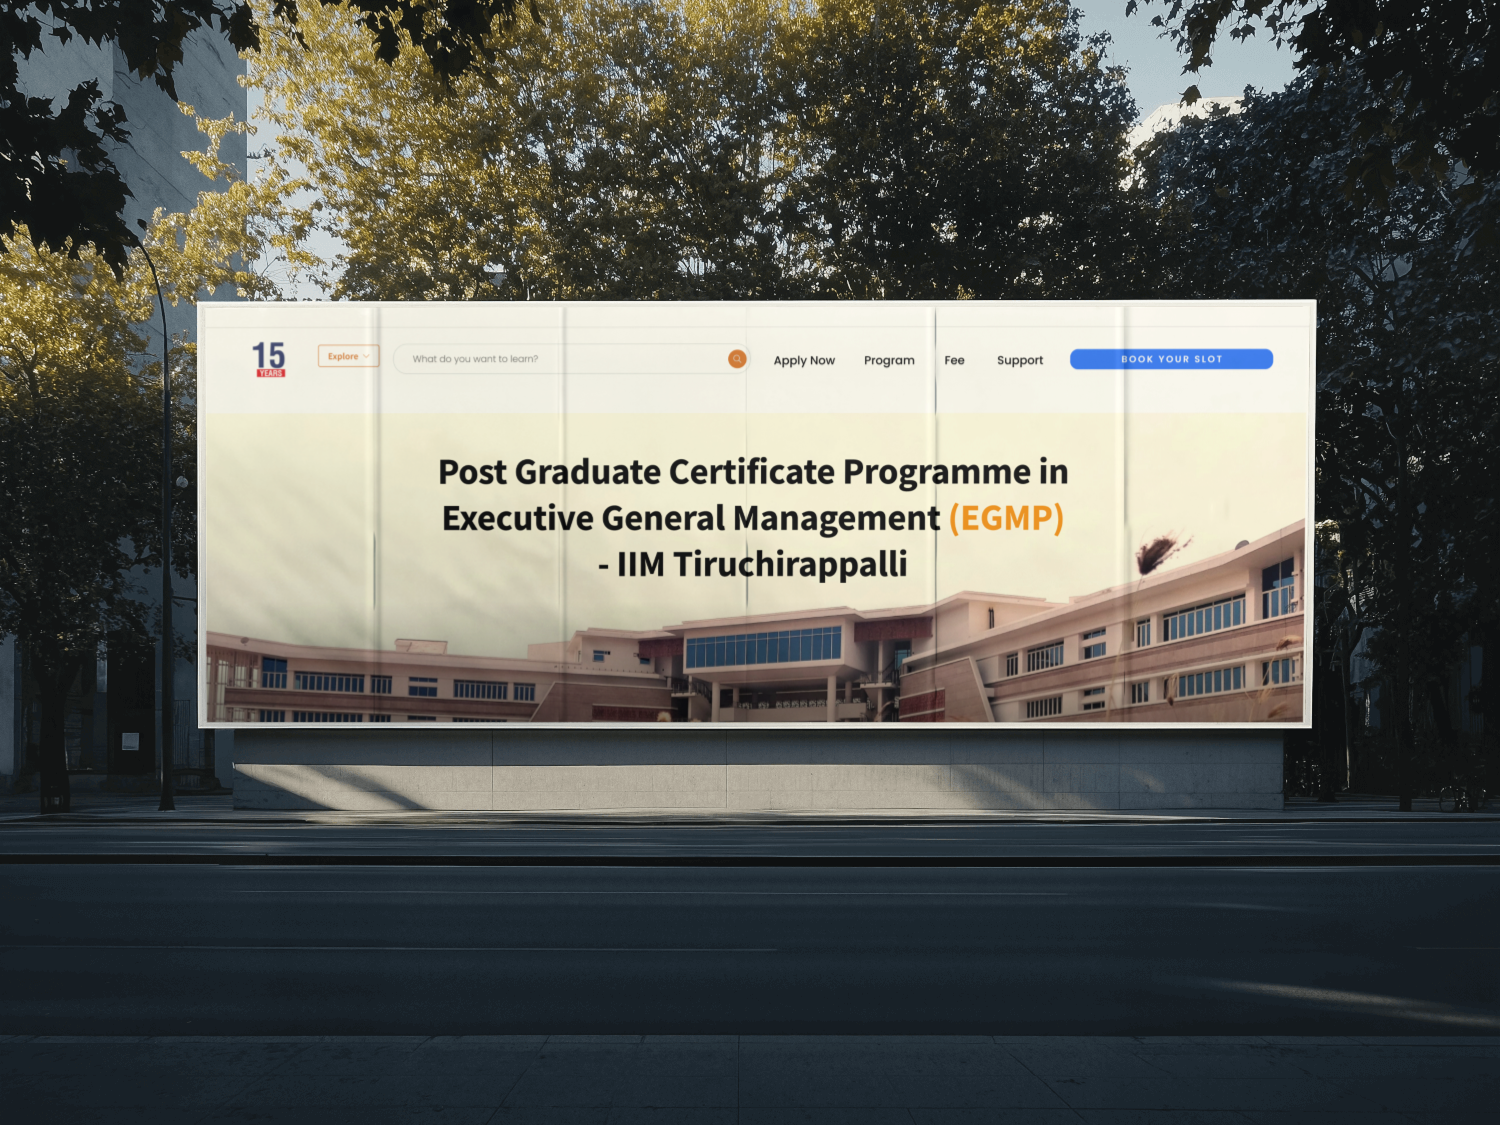 15
YEARS
Explore
What do you want to learn?
Apply Now
Program
Fee
Support
BOOK YOUR SLOT
Post Graduate Certificate Programme in
Executive General Management (EGMP)
- IIM Tiruchirappalli